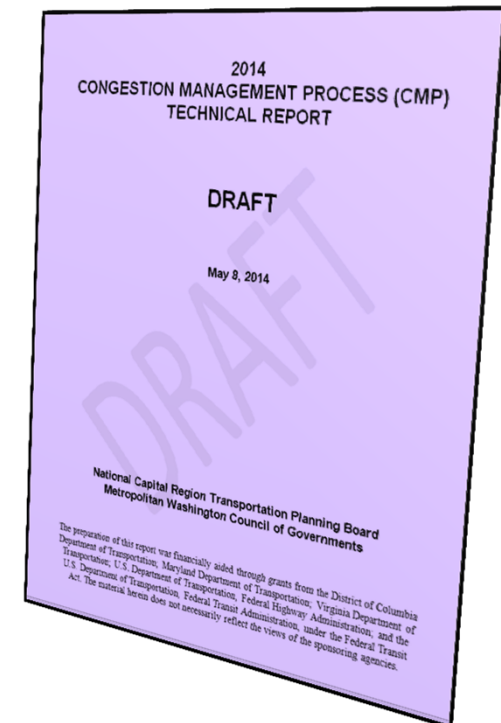 2014
CONGESTION MANAGEMENT PROCESS (CMP)
TECHNICAL REPORT
DRAFT
May 8, 2014
DRAFT
National Capital Region Transportation Planning Board
Metropolitan Washington Council of Governments
The preparation of this report was financially aided through grants from the District of Columbia
Department of Transportation; Maryland Department of Transportation; Virginia Department of
Transportation; U.S. Department of Transportation, Federal Highway Administration; and the
U.S. Department of Transportation, Federal Transit Administration, under the Federal Transit
Act. The material herein does not necessarily reflect the views of the sponsoring agencies.